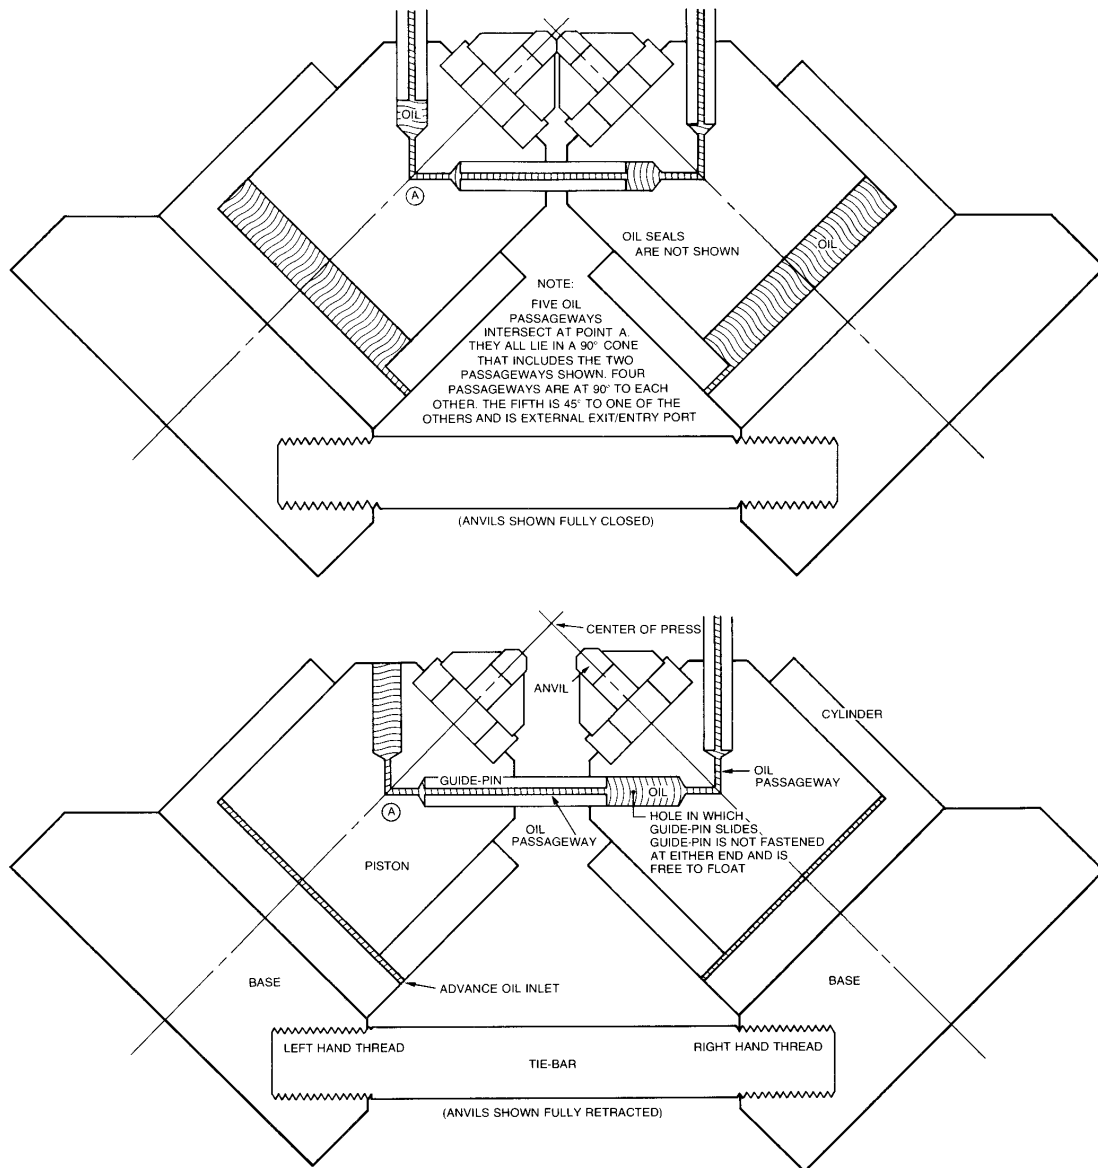 OIL
A
OIL SEALS
ARE NOT SHOWN
OIL
NOTE:
FIVE OIL
PASSAGEWAYS
INTERSECT AT POINT A.
THEY ALL LIE IN A 90° CONE
THAT INCLUDES THE TWO
PASSAGEWAYS SHOWN. FOUR
PASSAGEWAYS ARE AT 90° TO EACH
OTHER. THE FIFTH IS 45° TO ONE OF THE
OTHERS AND IS EXTERNAL EXIT/ENTRY PORT
(ANVILS SHOWN FULLY CLOSED)
CENTER OF PRESS
ANVIL
CYLINDER
GUIDE-PIN
OIL
OIL
PASSAGEWAY
A
OIL
PASSAGEWAY
HOLE IN WHICH
GUIDE-PIN SLIDES
GUIDE-PIN IS NOT FASTENED
AT EITHER END AND IS
FREE TO FLOAT
PISTON
BASE
ADVANCE OIL INLET
BASE
LEFT HAND THREAD
RIGHT HAND THREAD
TIE-BAR
(ANVILS SHOWN FULLY RETRACTED)